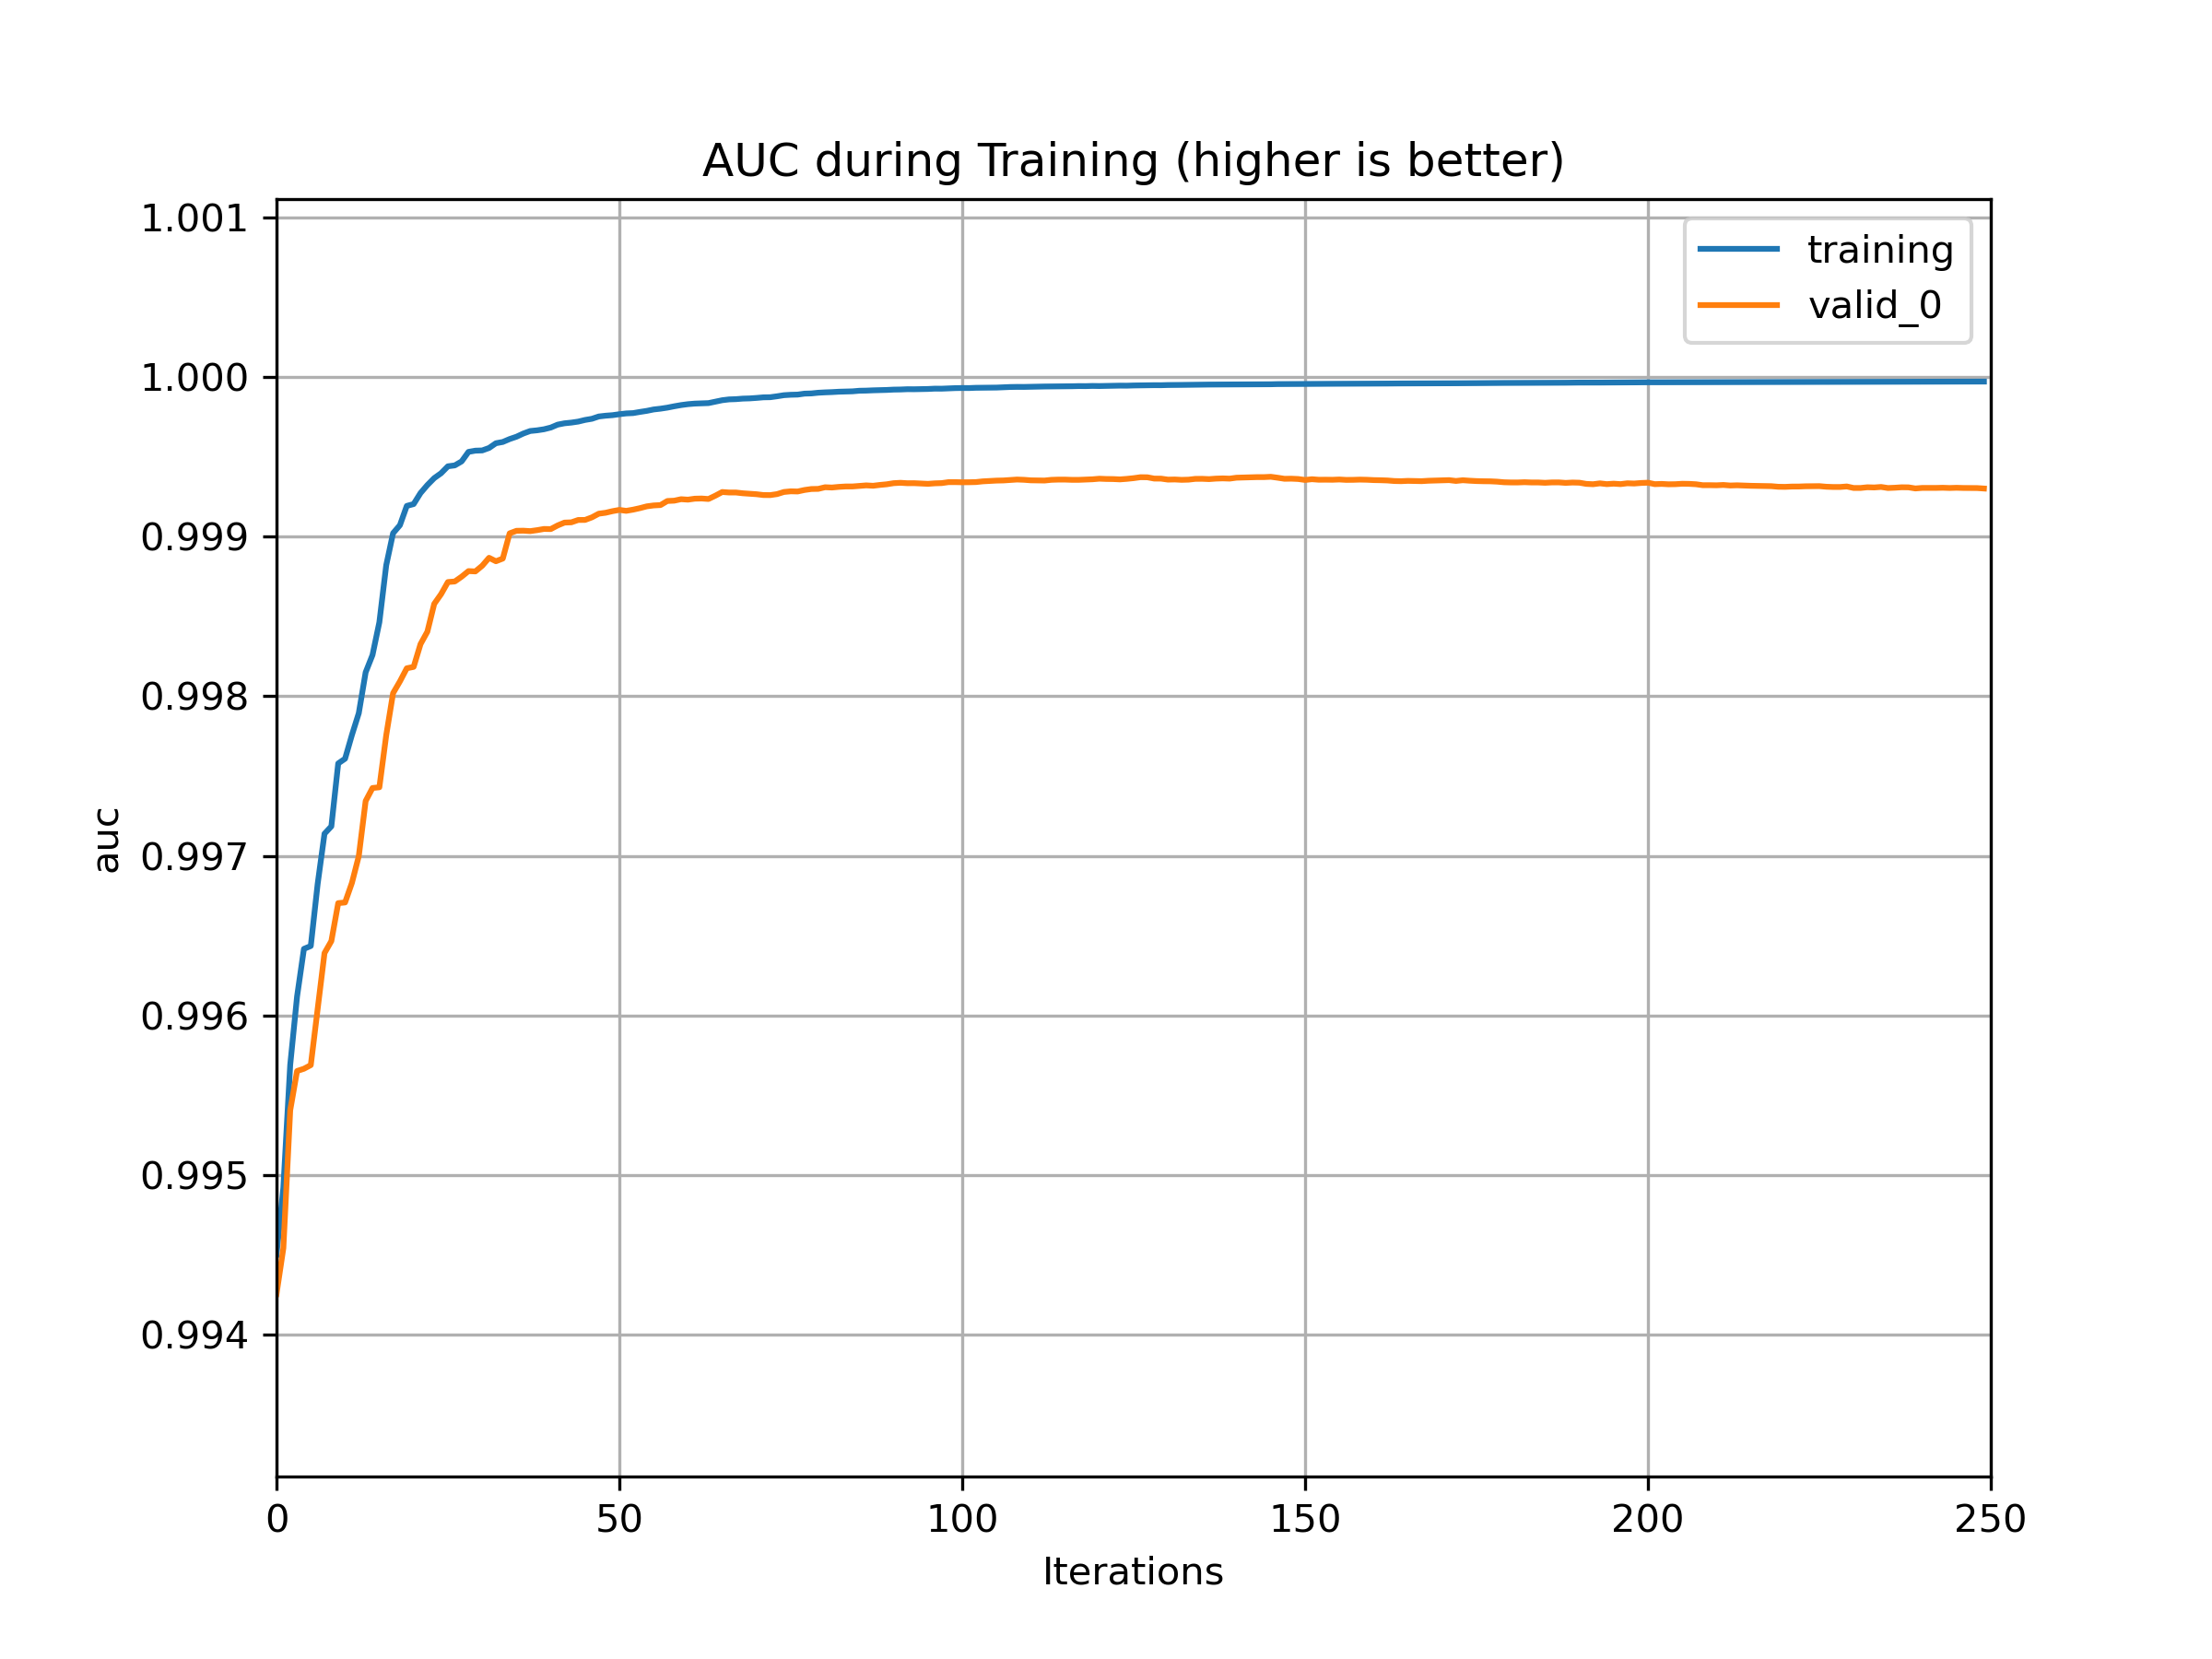 AUC during Training (higher is better)
1.001
1.000
0.999
0.998
0.997
0.996
0.995
0.994
auc
training
valid_0
0 50 100 150 200 250
Iterations